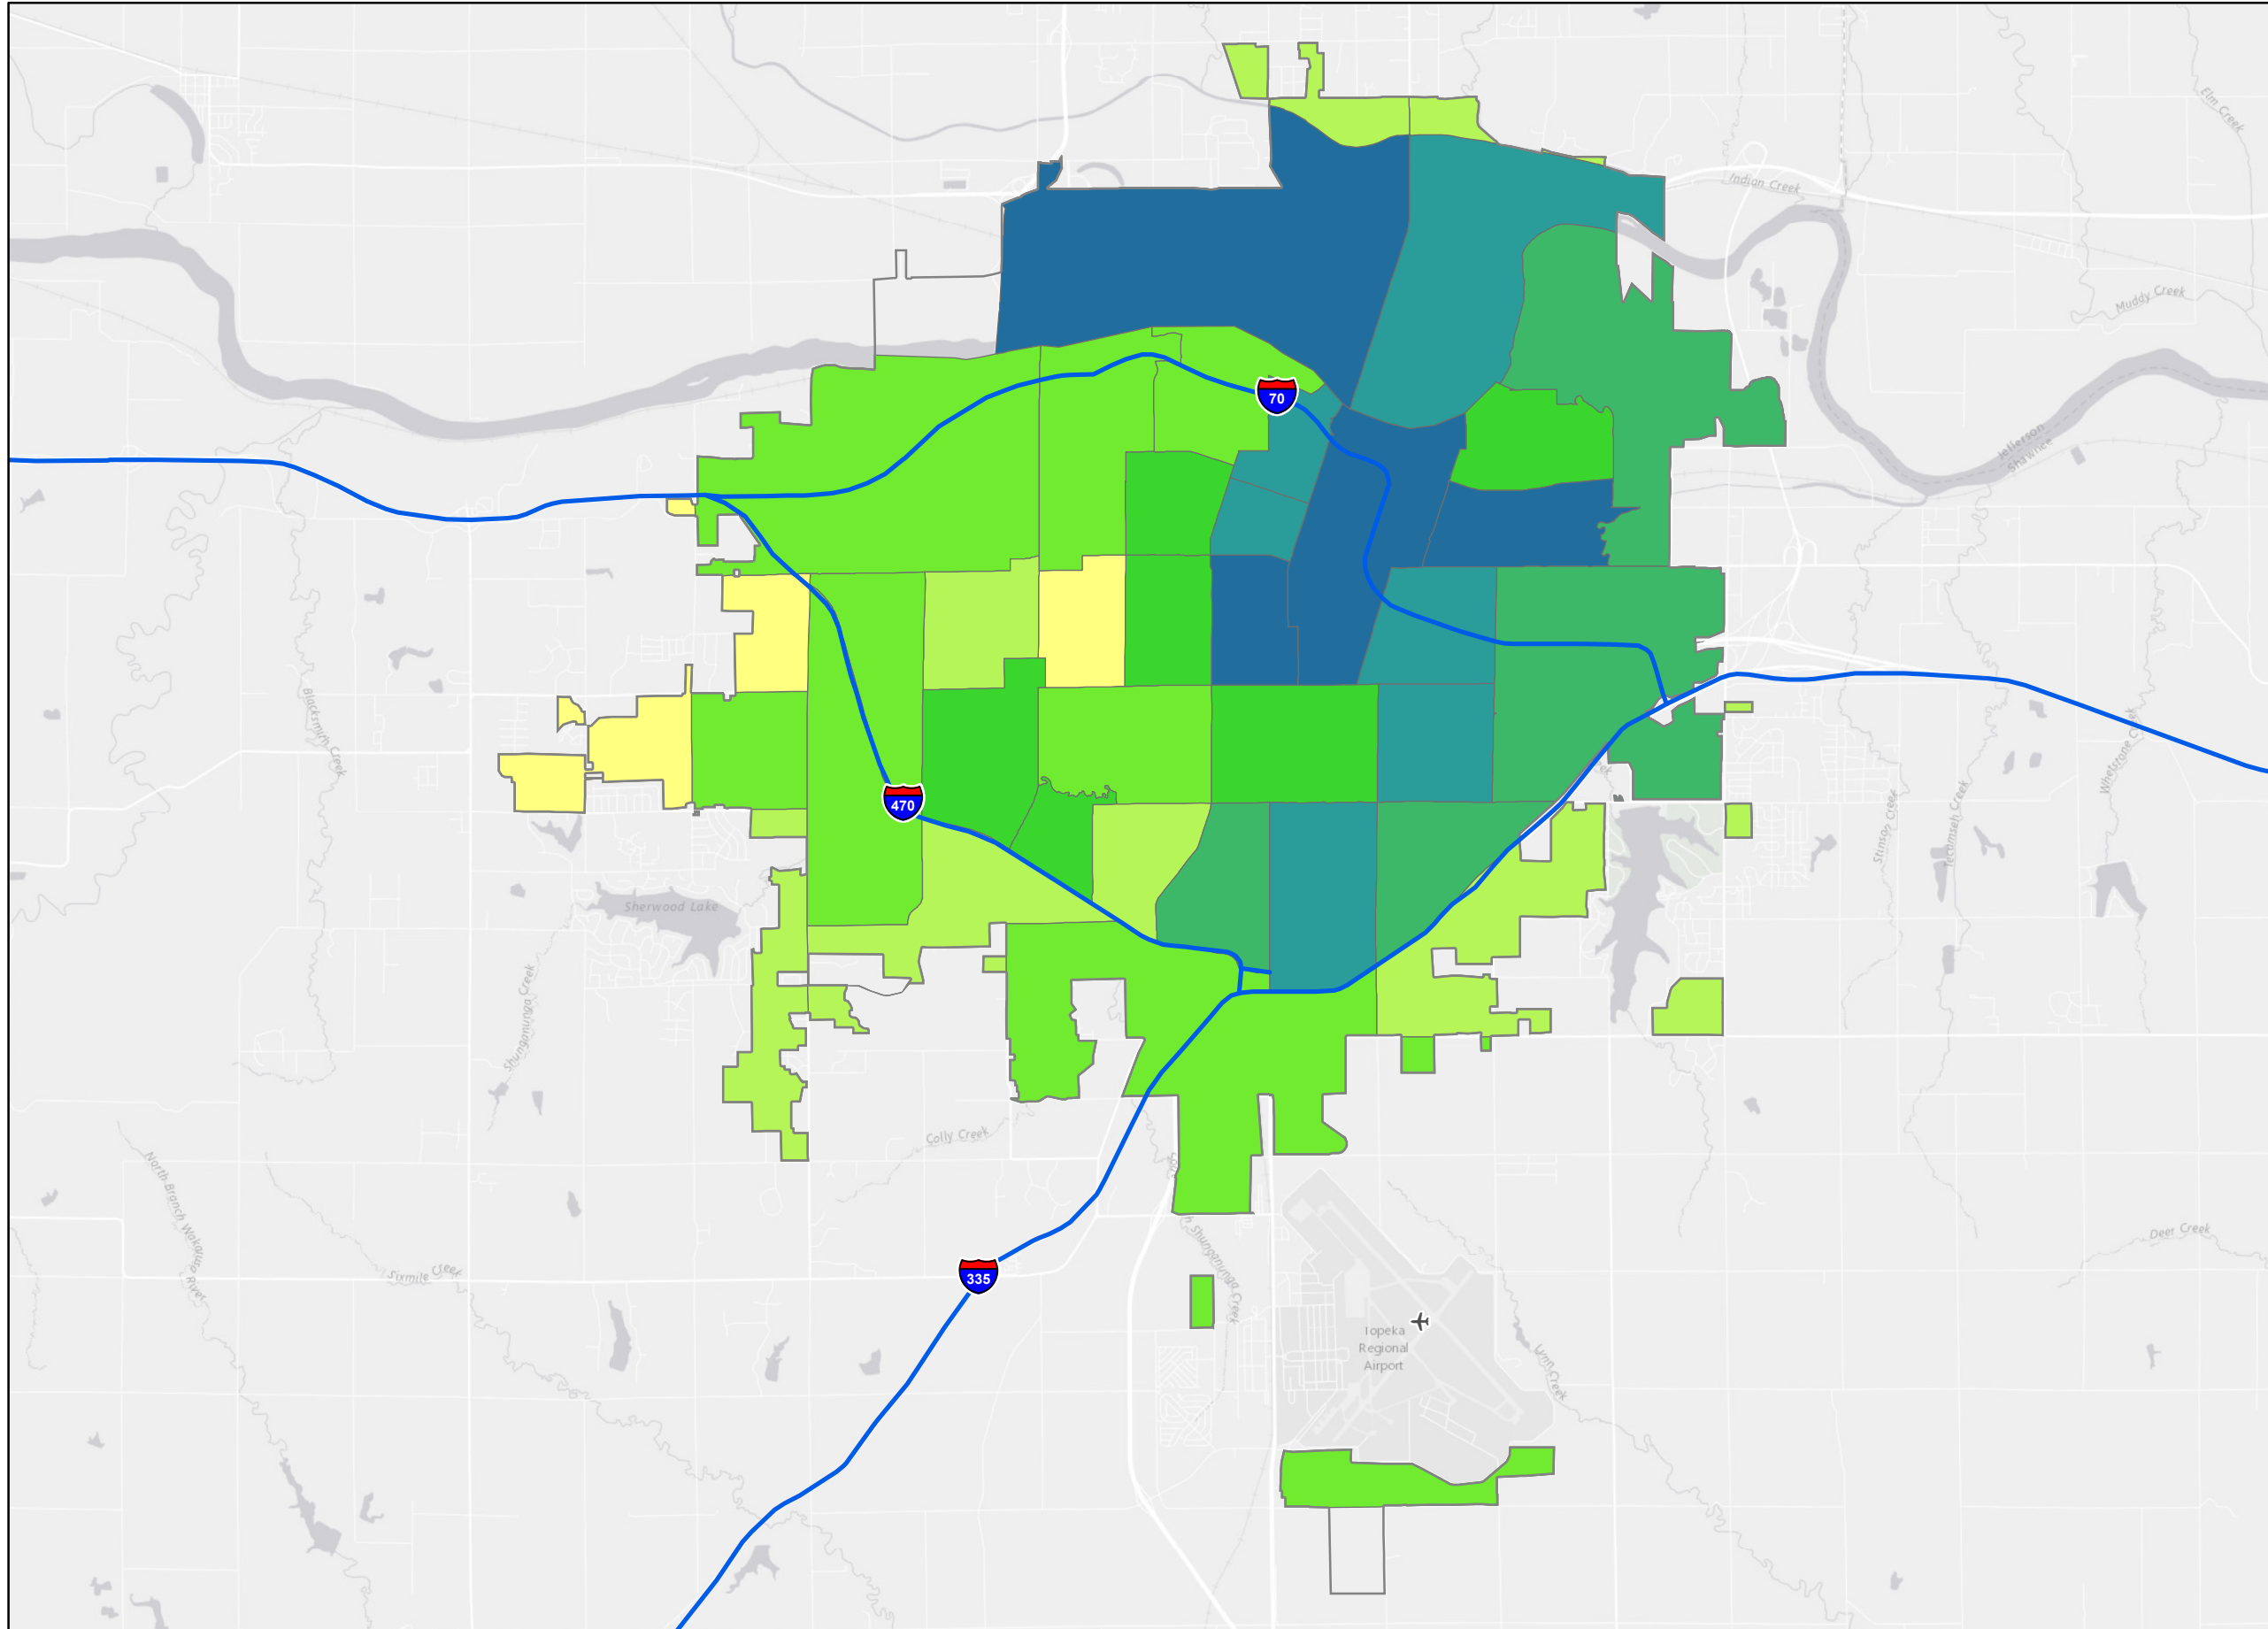 Elm Creek
Indian Creek
Muddy Creek
70
Jefferson
Shawnee
Blacksmith Creek
Whetstone Creek
470
Stinson Creek
Tecumseh Creek
Sherwood Lake
Shunganunga Creek
Colly Creek
North Branch Wakarusa River
Shunganunga Creek
Deer Creek
Sixmile Creek
335
Topeka
Regional
Airport
Lynn Creek